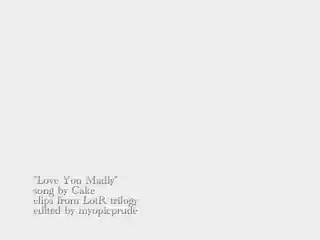 "Love You Madly"
song by Cake
clips from LotR trilogy
edited by myopicprude